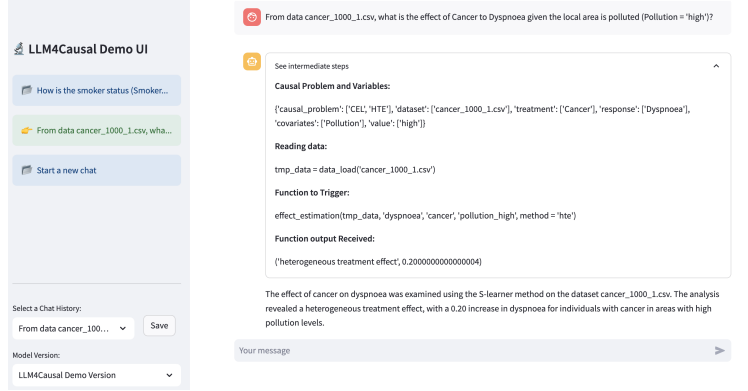 LLM4Causal Demo UI
How is the smoker status (Smoker...
From data cancer_1000_1.csv, wha...
Start a new chat
Select a Chat History:
From data cancer_100...
Save
Model Version:
LLM4Causal Demo Version
From data cancer_1000_1.csv, what is the effect of Cancer to Dyspnoea given the local area is polluted (Pollution = 'high')?
See intermediate steps
Causal Problem and Variables:
{'causal_problem': ['CEL', 'HTE'], 'dataset': ['cancer_1000_1.csv'], 'treatment': ['Cancer'], 'response': ['Dyspnoea'],
'covariates': ['Pollution'], 'value': ['high']}
Reading data:
tmp_data = data_load('cancer_1000_1.csv')
Function to Trigger:
effect_estimation(tmp_data, 'dyspnoea', 'cancer', 'pollution_high', method = 'hte')
Function output Received:
('heterogeneous treatment effect', 0.2000000000000004)
The effect of cancer on dyspnoea was examined using the S-learner method on the dataset cancer_1000_1.csv. The analysis
revealed a heterogeneous treatment effect, with a 0.20 increase in dyspnoea for individuals with cancer in areas with high
pollution levels.
Your message